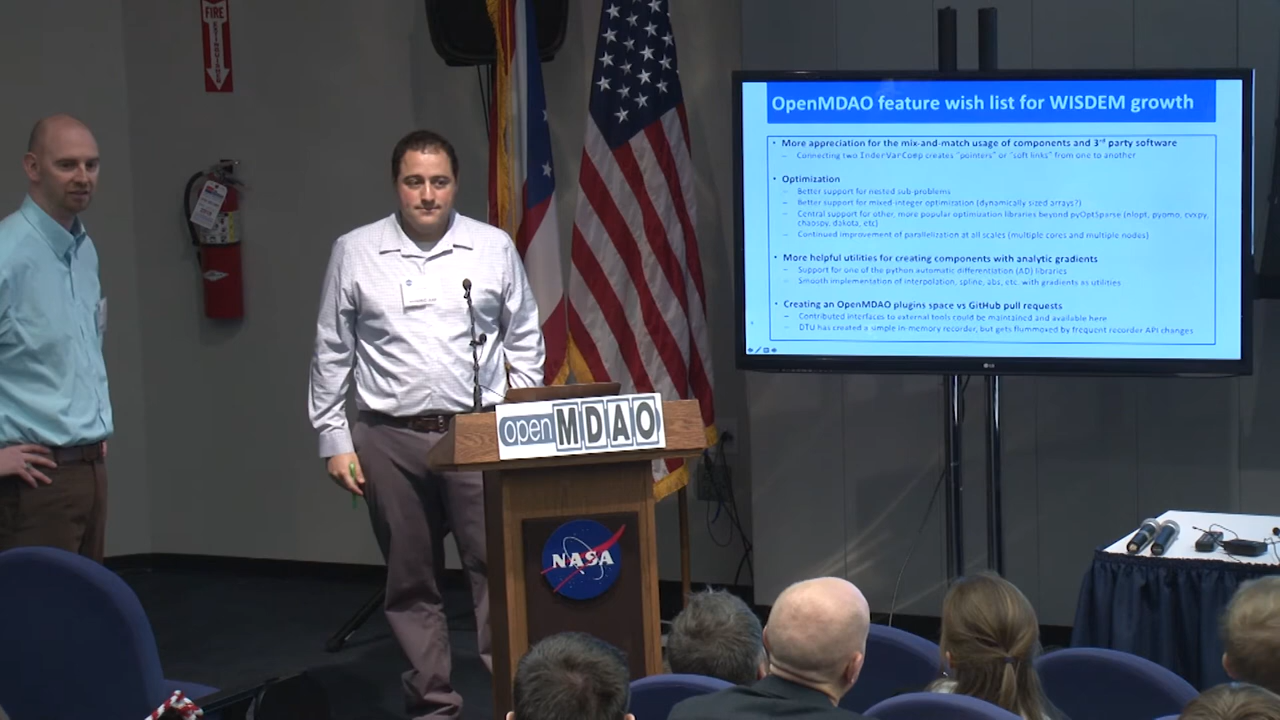 FIRE
EXTINGUISHER
OpenMDAO feature wish list for WISDEM growth
• More appreciation for the mix-and-match usage of components and 3rd party software
– Connecting two IndepVarComp creates "pointers" or "soft links" from one to another
• Optimization
– Better support for nested sub-problems
– Better support for mixed-integer optimization (dynamically sized arrays?)
– Central support for other, more popular optimization libraries beyond pyOptSparse (nlopt, pyomo, cvxpy,
chaospy, dakota, etc)
– Continued improvement of parallelization at all scales (multiple cores and multiple nodes)
• More helpful utilities for creating components with analytic gradients
– Support for one of the python automatic differentiation (AD) libraries
– Smooth implementation of interpolation, spline, abs, etc. with gradients as utilities
• Creating an OpenMDAO plugins space vs GitHub pull requests
– Contributed interfaces to external tools could be maintained and available here
– DTU has created a simple in-memory recorder, but gets flummoxed by frequent recorder API changes
LG
openMDAO
NASA